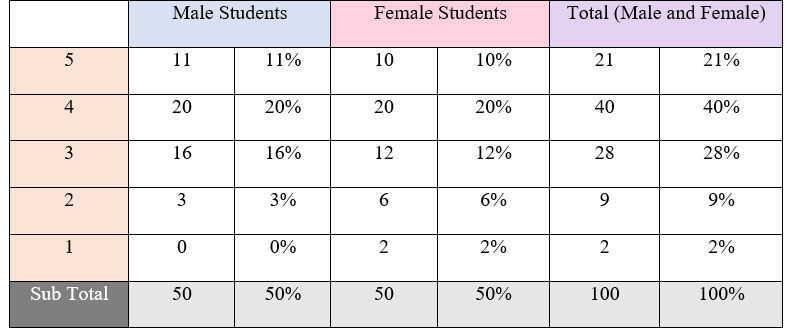 Male Students Female Students Total (Male and Female)
5 11 11% 10 10% 21 21%
4 20 20% 20 20% 40 40%
3 16 16% 12 12% 28 28%
2 3 3% 6 6% 9 9%
1 0 0% 2 2% 2 2%
Sub Total 50 50% 50 50% 100 100%